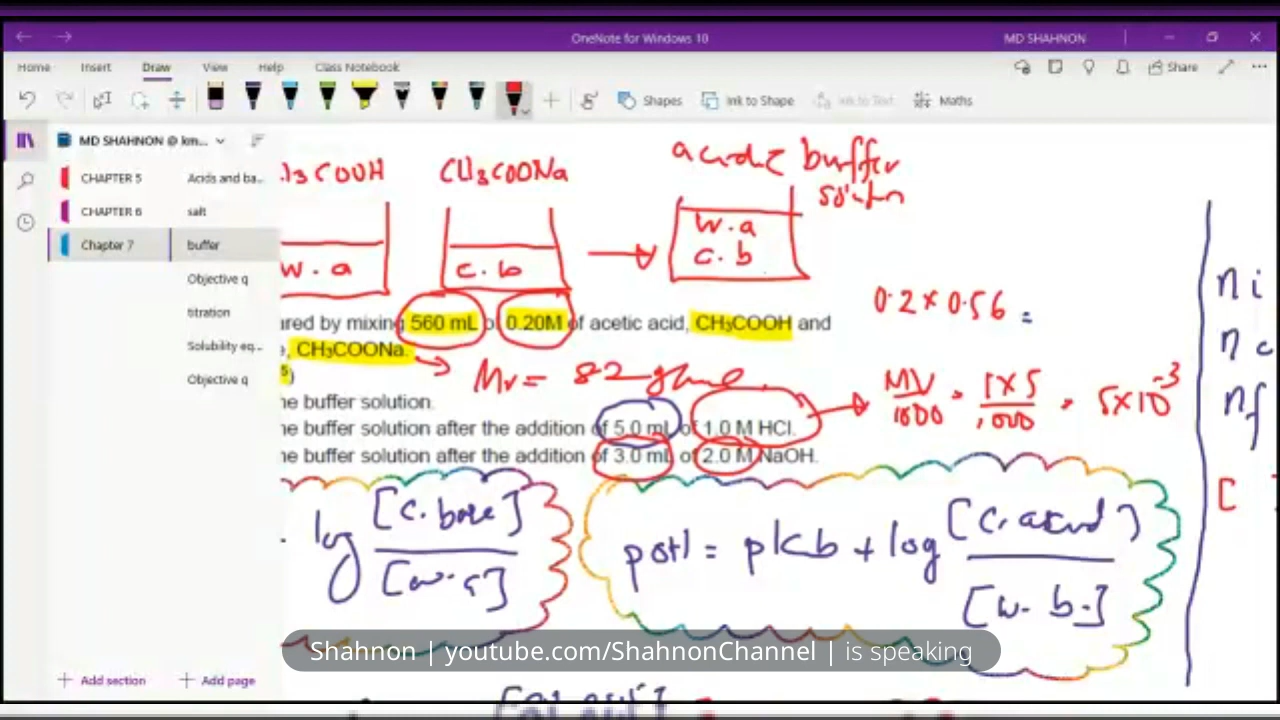 OneNote for Windows 10
MD SHAHNON
Home Insert Draw View Help Class Notebook
Share
Shapes Ink to Shape Ink to Text Maths
MD SHAHNON @ km...
CHAPTER 5
CHAPTER 6
Chapter 7
Acids and ba...
salt
buffer
Objective q
titration
Solubility eq...
Objective q
Add section
Add page
COOH CH3COONa acidic buffer
solution
w.a c.b
w.a
c.b
0.2 × 0.56 =
ared by mixing 560 mL of 0.20M of acetic acid, CH₃COOH and
, CH₃COONa.
⁵)
Mr = 82 g/mol
he buffer solution.
he buffer solution after the addition of 5.0 mL of 1.0 M HCl.
he buffer solution after the addition of 3.0 mL of 2.0 M NaOH.
MV/1000 = 1×5/1000 = 5×10⁻³
n i
n c
n f
[
log [c.base]/[w.a]
pOH = pKb + log [c.acid]/[w.b.]
Shahnon | youtube.com/ShahnonChannel | is speaking